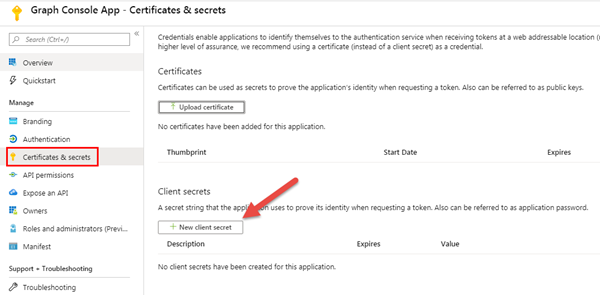 Graph Console App - Certificates & secrets
Search (Ctrl+/)
Overview
Quickstart
Manage
Branding
Authentication
Certificates & secrets
API permissions
Expose an API
Owners
Roles and administrators (Previ...
Manifest
Support + Troubleshooting
Troubleshooting
Credentials enable applications to identify themselves to the authentication service when receiving tokens at a web addressable location (
higher level of assurance, we recommend using a certificate (instead of a client secret) as a credential.
Certificates
Certificates can be used as secrets to prove the application's identity when requesting a token. Also can be referred to as public keys.
Upload certificate
No certificates have been added for this application.
Thumbprint Start Date Expires
Client secrets
A secret string that the application uses to prove its identity when requesting a token. Also can be referred to as application password.
New client secret
Description Expires Value
No client secrets have been created for this application.